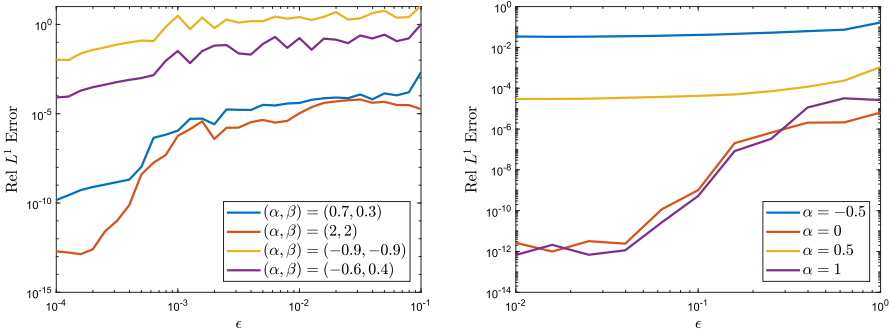 10^0
10^-5
10^-10
10^-15
Rel L^1 Error
10^-4
10^-3
10^-2
10^-1
ϵ
(α, β) = (0.7, 0.3)
(α, β) = (2, 2)
(α, β) = (−0.9, −0.9)
(α, β) = (−0.6, 0.4)
10^0
10^-2
10^-4
10^-6
10^-8
10^-10
10^-12
10^-14
Rel L^1 Error
10^-2
10^-1
10^0
ϵ
α = −0.5
α = 0
α = 0.5
α = 1